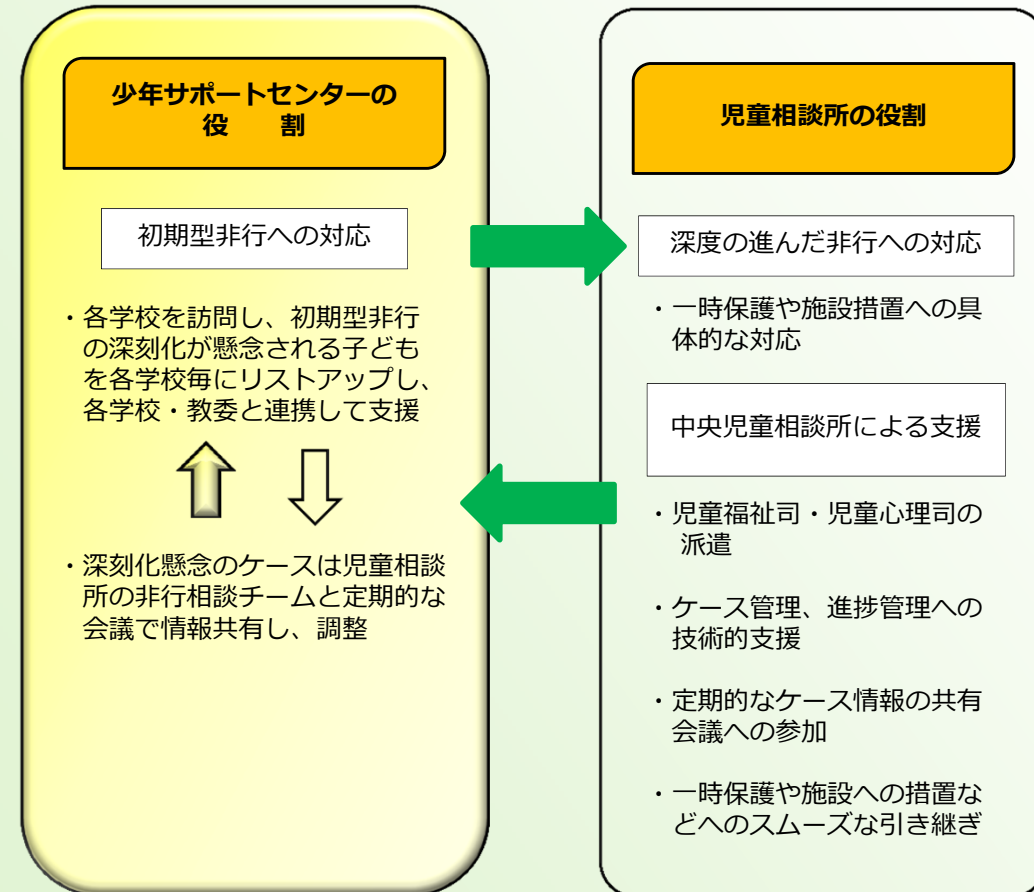 少年サポートセンターの
役　　割
初期型非行への対応
・各学校を訪問し、初期型非行
の深刻化が懸念される子ども
を各学校毎にリストアップし、
各学校・教委と連携して支援
・深刻化懸念のケースは児童相談
所の非行相談チームと定期的な
会議で情報共有し、調整
児童相談所の役割
深度の進んだ非行への対応
・一時保護や施設措置への具
体的な対応
中央児童相談所による支援
・児童福祉司・児童心理司の
派遣
・ケース管理、進捗管理への
技術的支援
・定期的なケース情報の共有
会議への参加
・一時保護や施設への措置な
どへのスムーズな引き継ぎ